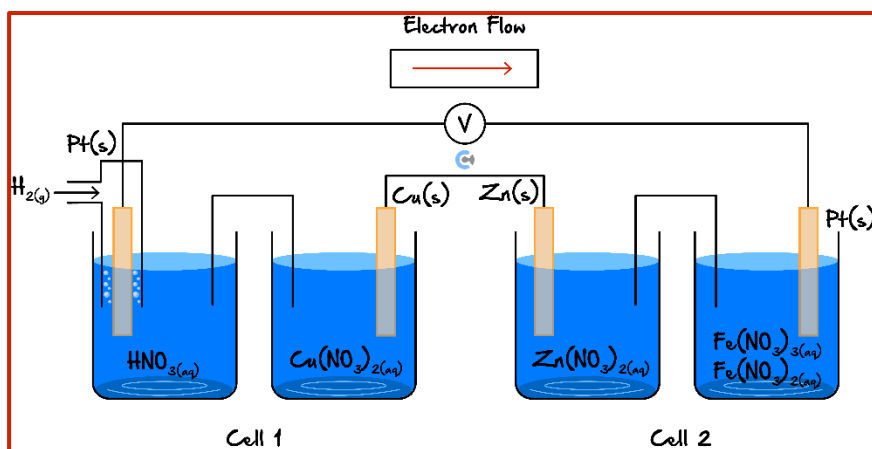 Electron Flow
V
Pt(s)
H₂(g)
Cu(s) Zn(s)
Pt(s)
HNO₃(aq)
Cu(NO₃)₂(aq)
Zn(NO₃)₂(aq)
Fe(NO₃)₃(aq)
Fe(NO₃)₂(aq)
Cell 1 Cell 2